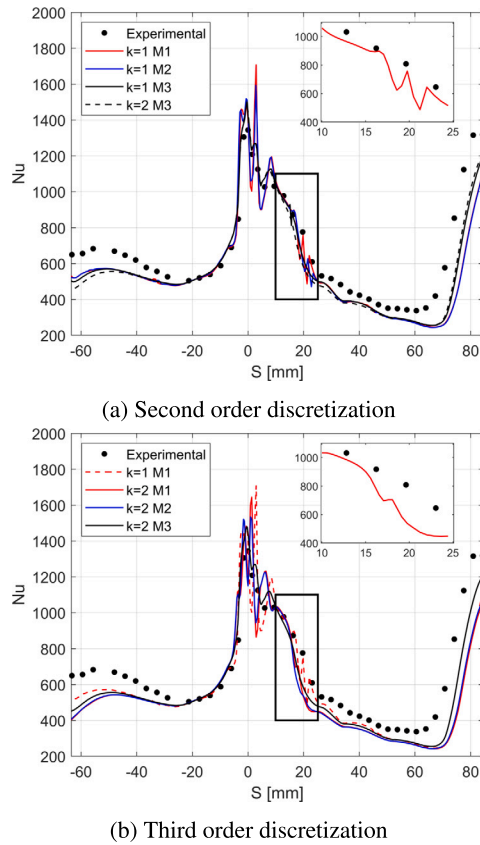 2000
1800
1600
1400
1200
1000
800
600
400
200
Nu
Experimental
k=1 M1
k=1 M2
k=1 M3
k=2 M3
1000
800
600
400
10 15 20 25
-60 -40 -20 0 20 40 60 80
S [mm]
(a) Second order discretization
2000
1800
1600
1400
1200
1000
800
600
400
200
Nu
Experimental
k=1 M1
k=2 M1
k=2 M2
k=2 M3
1000
800
600
400
10 15 20 25
-60 -40 -20 0 20 40 60 80
S [mm]
(b) Third order discretization